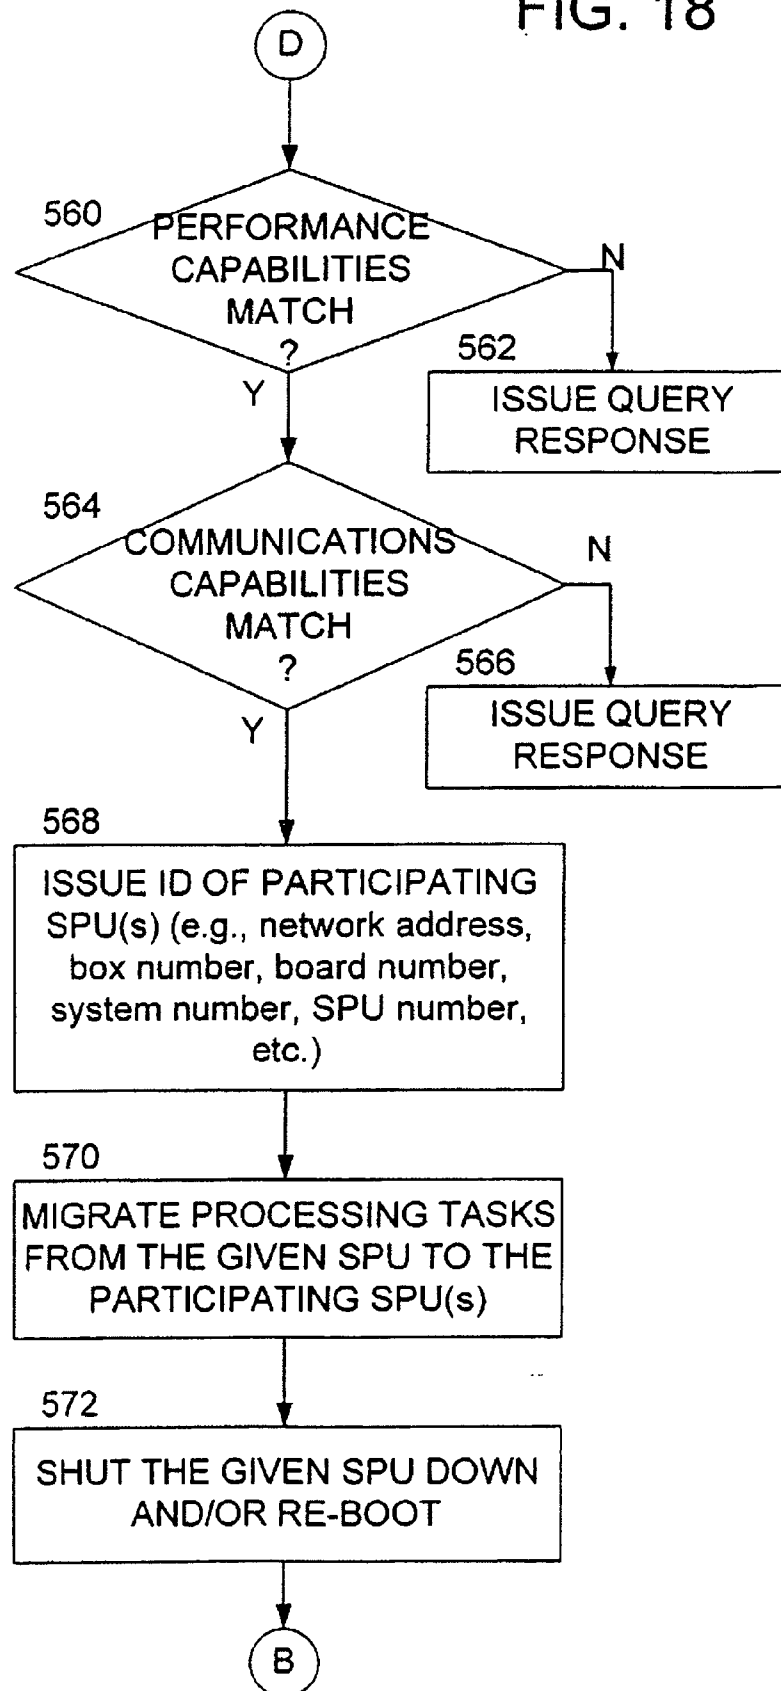 FIG. 18
D
560
PERFORMANCE
CAPABILITIES
MATCH
?
N
Y
562
ISSUE QUERY
RESPONSE
564
COMMUNICATIONS
CAPABILITIES
MATCH
?
N
Y
566
ISSUE QUERY
RESPONSE
568
ISSUE ID OF PARTICIPATING
SPU(s) (e.g., network address,
box number, board number,
system number, SPU number,
etc.)
570
MIGRATE PROCESSING TASKS
FROM THE GIVEN SPU TO THE
PARTICIPATING SPU(s)
572
SHUT THE GIVEN SPU DOWN
AND/OR RE-BOOT
B